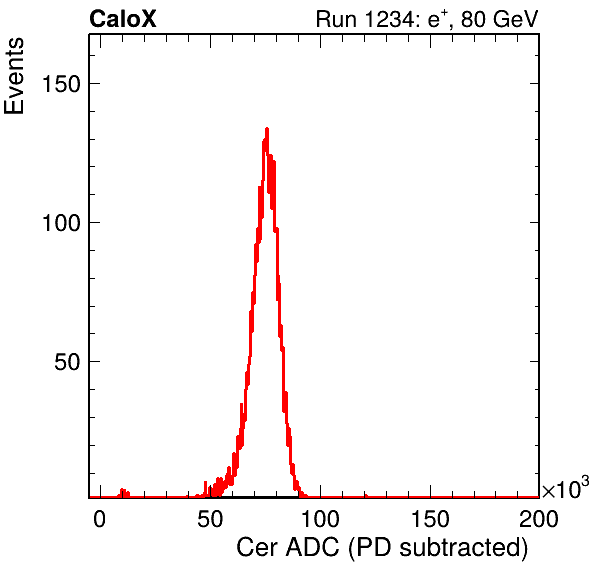 CaloX Run 1234: e⁺, 80 GeV
Events
150
100
50
0 50 100 150 200
×10³
Cer ADC (PD subtracted)